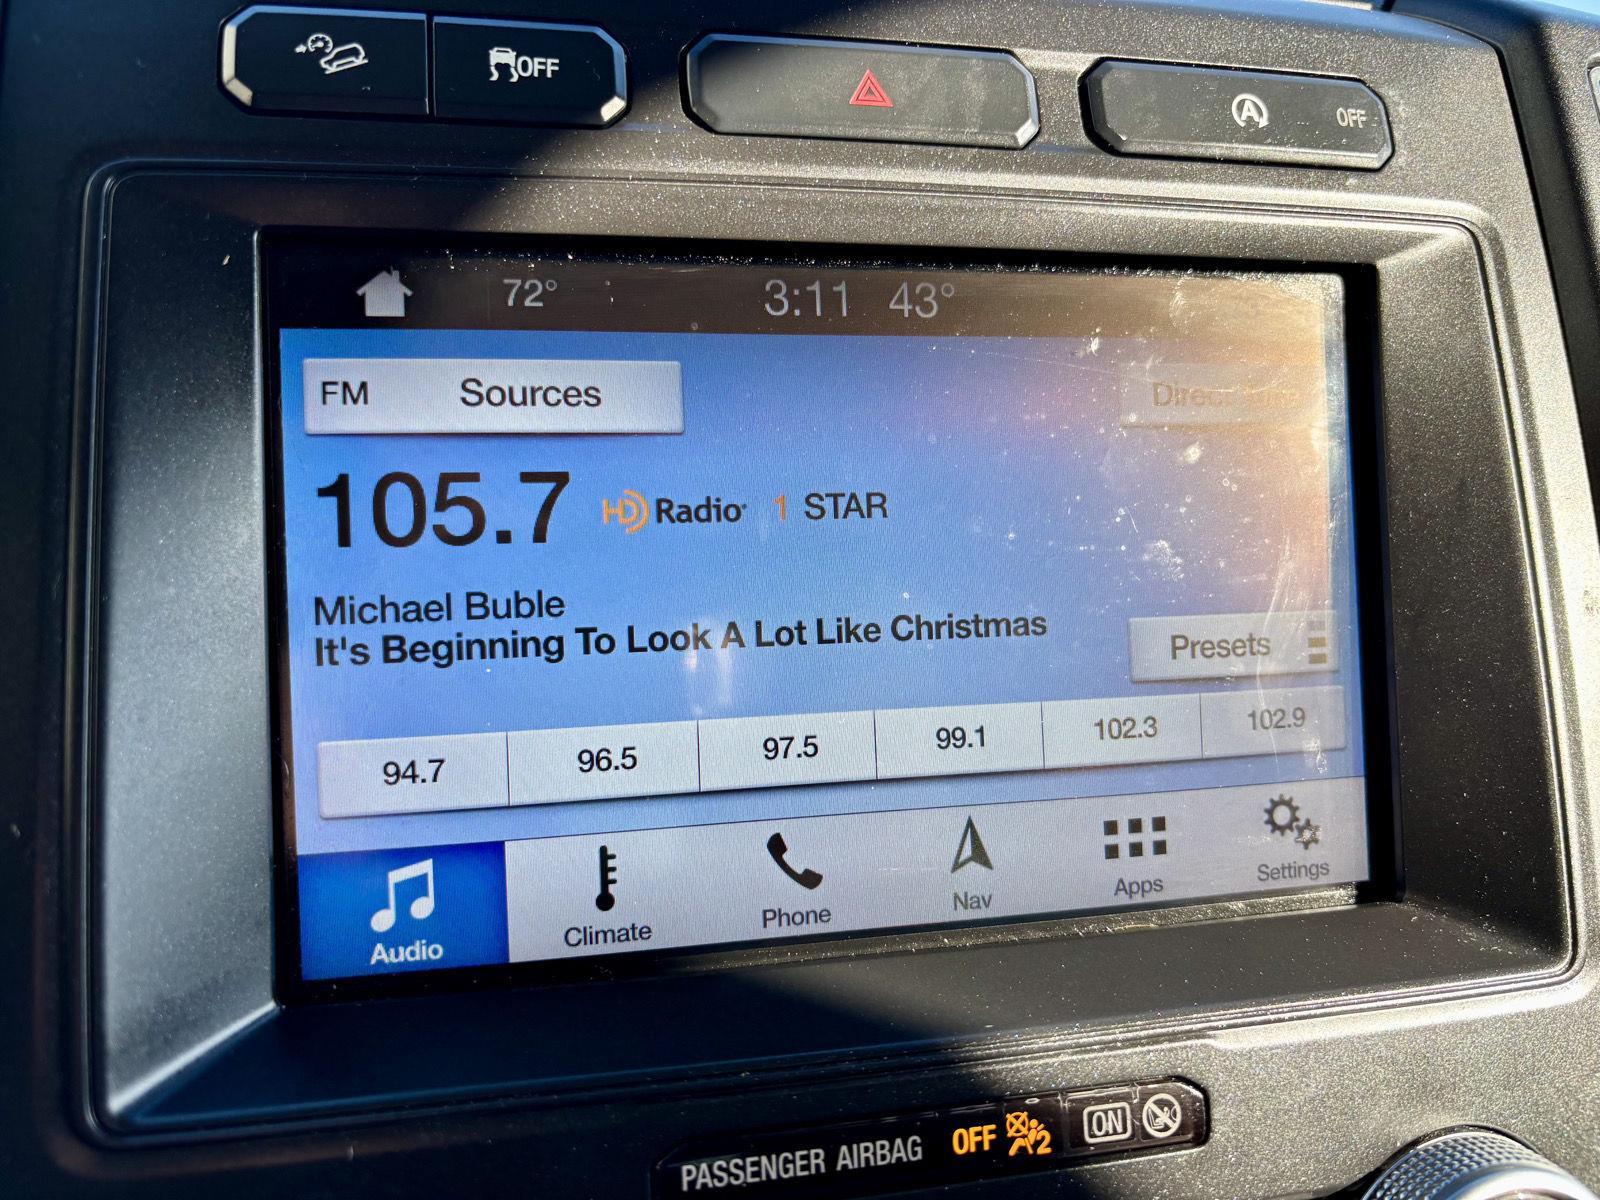 OFF
A OFF
72° 3:11 43°
FM Sources
105.7 HD Radio 1 STAR
Michael Buble
It's Beginning To Look A Lot Like Christmas
Presets
94.7 96.5 97.5 99.1 102.3 102.9
Audio Climate Phone Nav Apps Settings
PASSENGER AIRBAG OFF 2 ON